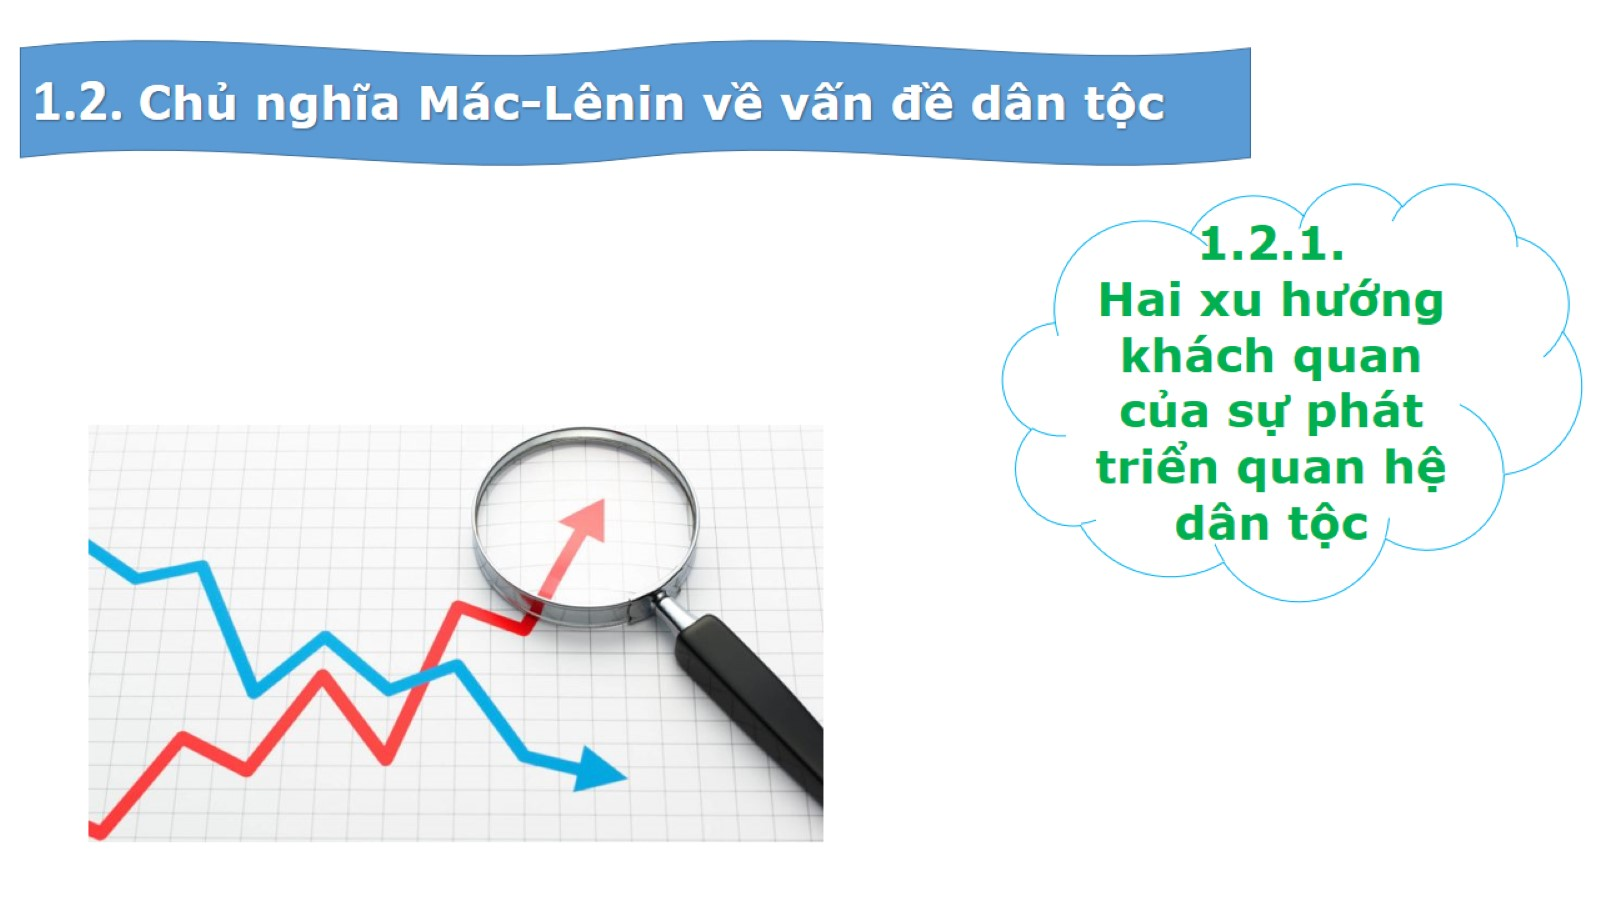 1.2. Chủ nghĩa Mác-Lênin về vấn đề dân tộc
1.2.1.
Hai xu hướng
khách quan
của sự phát
triển quan hệ
dân tộc